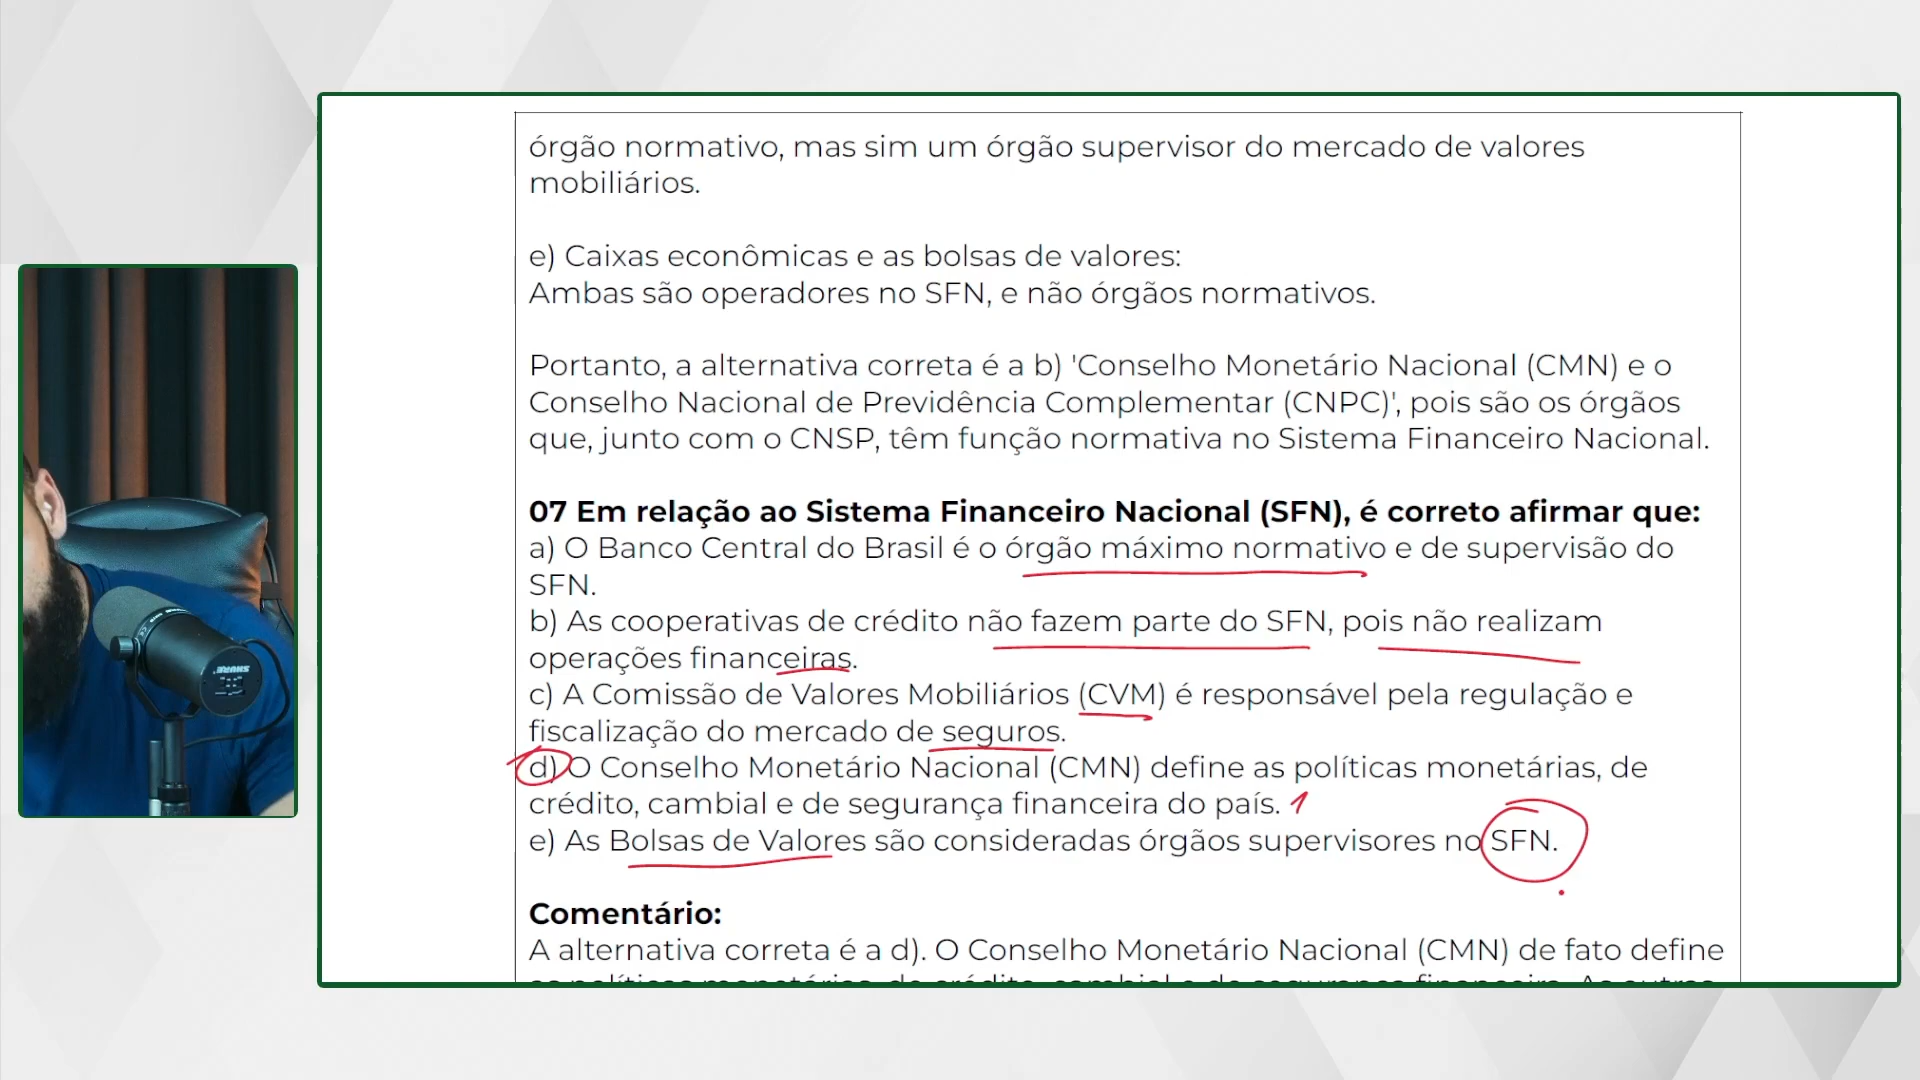 órgão normativo, mas sim um órgão supervisor do mercado de valores
mobiliários.
e) Caixas econômicas e as bolsas de valores:
Ambas são operadores no SFN, e não órgãos normativos.
Portanto, a alternativa correta é a b) 'Conselho Monetário Nacional (CMN) e o
Conselho Nacional de Previdência Complementar (CNPC)', pois são os órgãos
que, junto com o CNSP, têm função normativa no Sistema Financeiro Nacional.
07 Em relação ao Sistema Financeiro Nacional (SFN), é correto afirmar que:
a) O Banco Central do Brasil é o órgão máximo normativo e de supervisão do
SFN.
b) As cooperativas de crédito não fazem parte do SFN, pois não realizam
operações financeiras.
c) A Comissão de Valores Mobiliários (CVM) é responsável pela regulação e
fiscalização do mercado de seguros.
d) O Conselho Monetário Nacional (CMN) define as políticas monetárias, de
crédito, cambial e de segurança financeira do país.
e) As Bolsas de Valores são consideradas órgãos supervisores no SFN.
Comentário:
A alternativa correta é a d). O Conselho Monetário Nacional (CMN) de fato define
SHURE